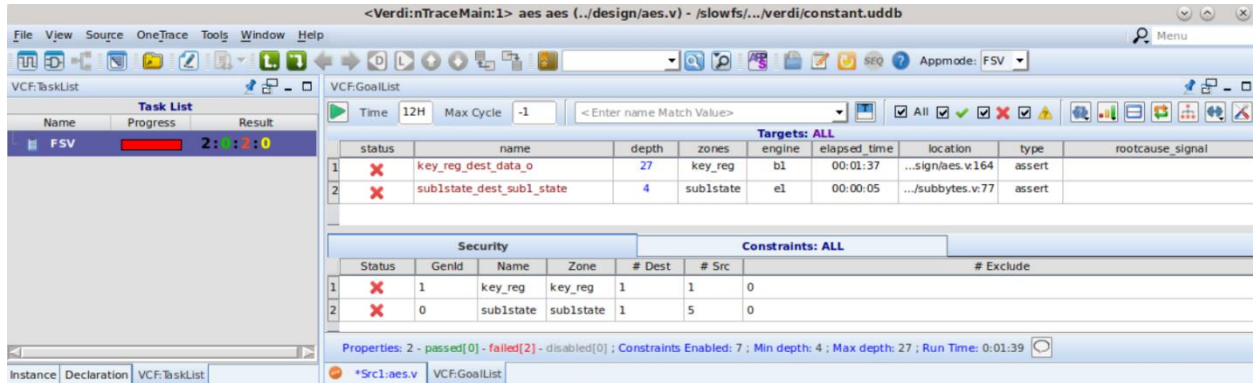 <Verdi:nTraceMain:1> aes aes (../design/aes.v) - /slowfs/.../verdi/constant.uddb
File View Source OneTrace Tools Window Help
Menu
SEQ Appmode: FSV
VCF:TaskList
VCF:GoalList
Task List
Name Progress Result
FSV 2:0:2:0
Time 12H Max Cycle -1 <Enter name Match Value> All
Targets: ALL
status name depth zones engine elapsed_time location type rootcause_signal
1 key_reg_dest_data_o 27 key_reg b1 00:01:37 ...sign/aes.v:164 assert
2 sub1state_dest_sub1_state 4 sub1state e1 00:00:05 .../subbytes.v:77 assert
Security Constraints: ALL
Status GenId Name Zone # Dest # Src # Exclude
1 1 key_reg key_reg 1 1 0
2 0 sub1state sub1state 1 5 0
Properties: 2 - passed[0] - failed[2] - disabled[0] ; Constraints Enabled: 7 ; Min depth: 4 ; Max depth: 27 ; Run Time: 0:01:39
Instance Declaration VCF:TaskList
*Src1:aes.v VCF:GoalList